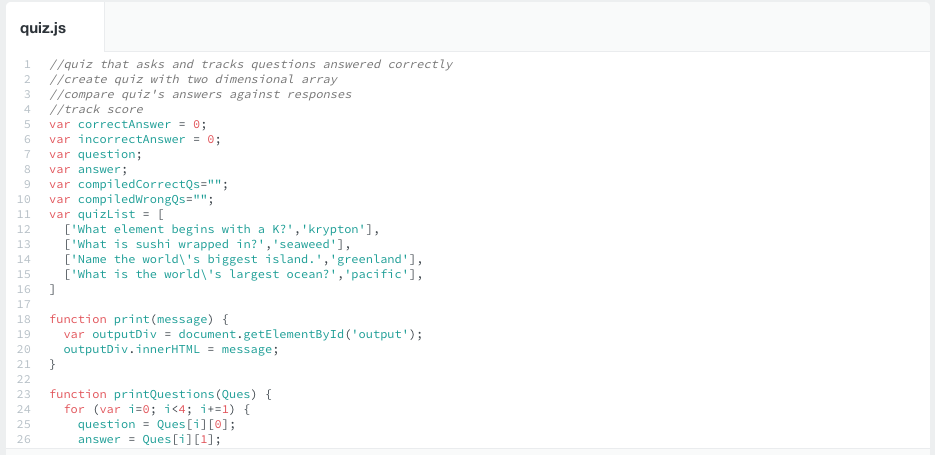 quiz.js
1 //quiz that asks and tracks questions answered correctly
2 //create quiz with two dimensional array
3 //compare quiz's answers against responses
4 //track score
5 var correctAnswer = 0;
6 var incorrectAnswer = 0;
7 var question;
8 var answer;
9 var compiledCorrectQs="";
10 var compiledWrongQs="";
11 var quizList = [
12   ['What element begins with a K?','krypton'],
13   ['What is sushi wrapped in?','seaweed'],
14   ['Name the world\'s biggest island.','greenland'],
15   ['What is the world\'s largest ocean?','pacific'],
16 ]
17
18 function print(message) {
19   var outputDiv = document.getElementById('output');
20   outputDiv.innerHTML = message;
21 }
22
23 function printQuestions(Ques) {
24   for (var i=0; i<4; i+=1) {
25     question = Ques[i][0];
26     answer = Ques[i][1];